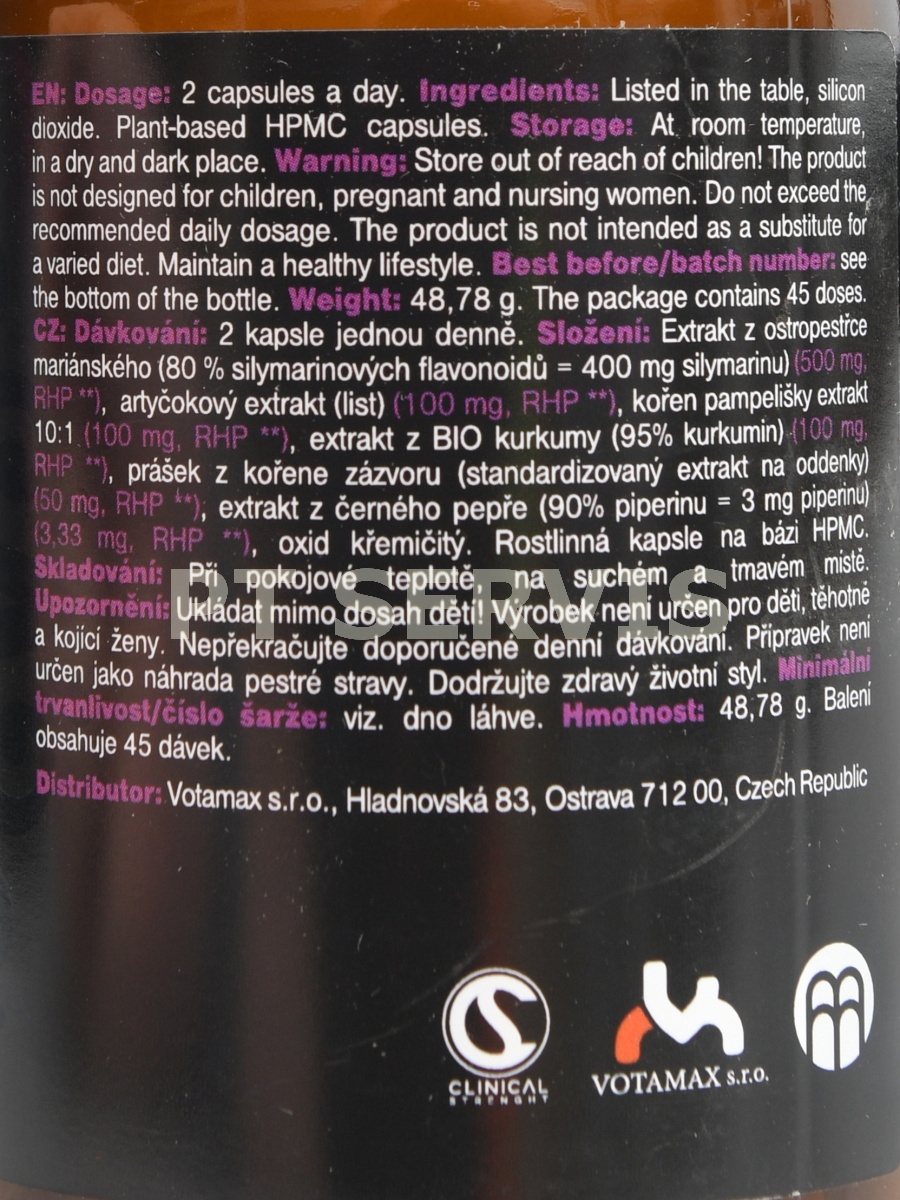 EN: Dosage: 2 capsules a day. Ingredients: Listed in the table, silicon
dioxide. Plant-based HPMC capsules. Storage: At room temperature,
in a dry and dark place. Warning: Store out of reach of children! The product
is not designed for children, pregnant and nursing women. Do not exceed the
recommended daily dosage. The product is not intended as a substitute for
a varied diet. Maintain a healthy lifestyle. Best before/batch number: see
the bottom of the bottle. Weight: 48,78 g. The package contains 45 doses.
CZ: Dávkování: 2 kapsle jednou denně. Složení: Extrakt z ostropestřce
mariánského (80 % silymarinových flavonoidů = 400 mg silymarinu) (500 mg,
RHP **), artyčokový extrakt (list) (100 mg, RHP **), kořen pampelišky extrakt
10:1 (100 mg, RHP **), extrakt z BIO kurkumy (95% kurkumin) (100 mg,
RHP **), prášek z kořene zázvoru (standardizovaný extrakt na oddenky)
(50 mg, RHP **), extrakt z černého pepře (90% piperinu = 3 mg piperinu)
(3,33 mg, RHP **), oxid křemičitý. Rostlinná kapsle na bázi HPMC.
Skladování: Při pokojové teplotě, na suchém a tmavém místě.
PT SERVIS
Upozornění: Ukládat mimo dosah dětí! Výrobek není určen pro děti, těhotné
a kojící ženy. Nepřekračujte doporučené denní dávkování. Přípravek není
určen jako náhrada pestré stravy. Dodržujte zdravý životní styl. Minimální
trvanlivost/číslo šarže: viz. dno láhve. Hmotnost: 48,78 g. Balení
obsahuje 45 dávek.
Distributor: Votamax s.r.o., Hladnovská 83, Ostrava 712 00, Czech Republic
CLINICAL
STRENGHT
VOTAMAX s.r.o.